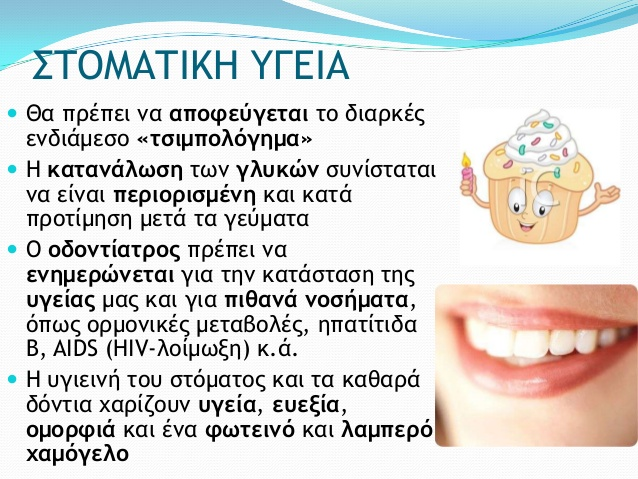 ΣΤΟΜΑΤΙΚΗ ΥΓΕΙΑ
• Θα πρέπει να αποφεύγεται το διαρκές
ενδιάμεσο «τσιμπολόγημα»
• Η κατανάλωση των γλυκών συνίσταται
να είναι περιορισμένη και κατά
προτίμηση μετά τα γεύματα
• Ο οδοντίατρος πρέπει να
ενημερώνεται για την κατάσταση της
υγείας μας και για πιθανά νοσήματα,
όπως ορμονικές μεταβολές, ηπατίτιδα
Β, AIDS (HIV-λοίμωξη) κ.ά.
• Η υγιεινή του στόματος και τα καθαρά
δόντια χαρίζουν υγεία, ευεξία,
ομορφιά και ένα φωτεινό και λαμπερό
χαμόγελο